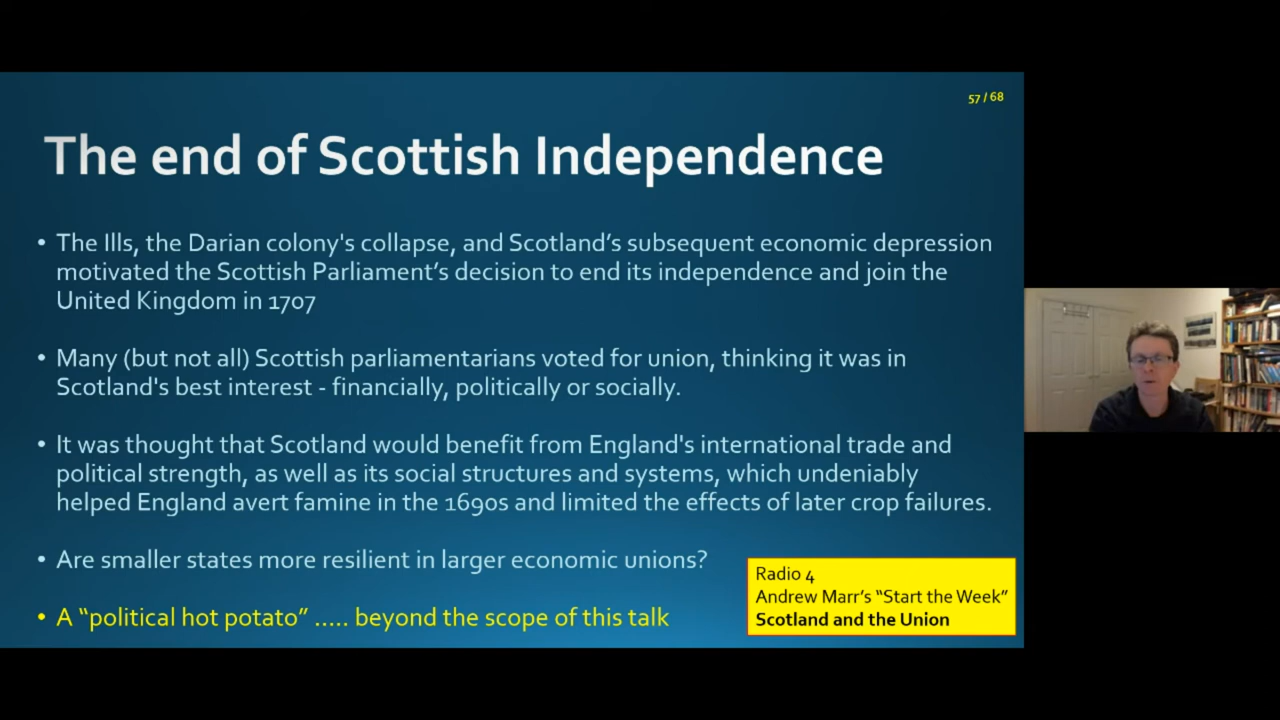 57 / 68
The end of Scottish Independence
• The Ills, the Darian colony's collapse, and Scotland's subsequent economic depression
motivated the Scottish Parliament's decision to end its independence and join the
United Kingdom in 1707
• Many (but not all) Scottish parliamentarians voted for union, thinking it was in
Scotland's best interest - financially, politically or socially.
• It was thought that Scotland would benefit from England's international trade and
political strength, as well as its social structures and systems, which undeniably
helped England avert famine in the 1690s and limited the effects of later crop failures.
• Are smaller states more resilient in larger economic unions?
• A “political hot potato” ..... beyond the scope of this talk
Radio 4
Andrew Marr's “Start the Week”
Scotland and the Union